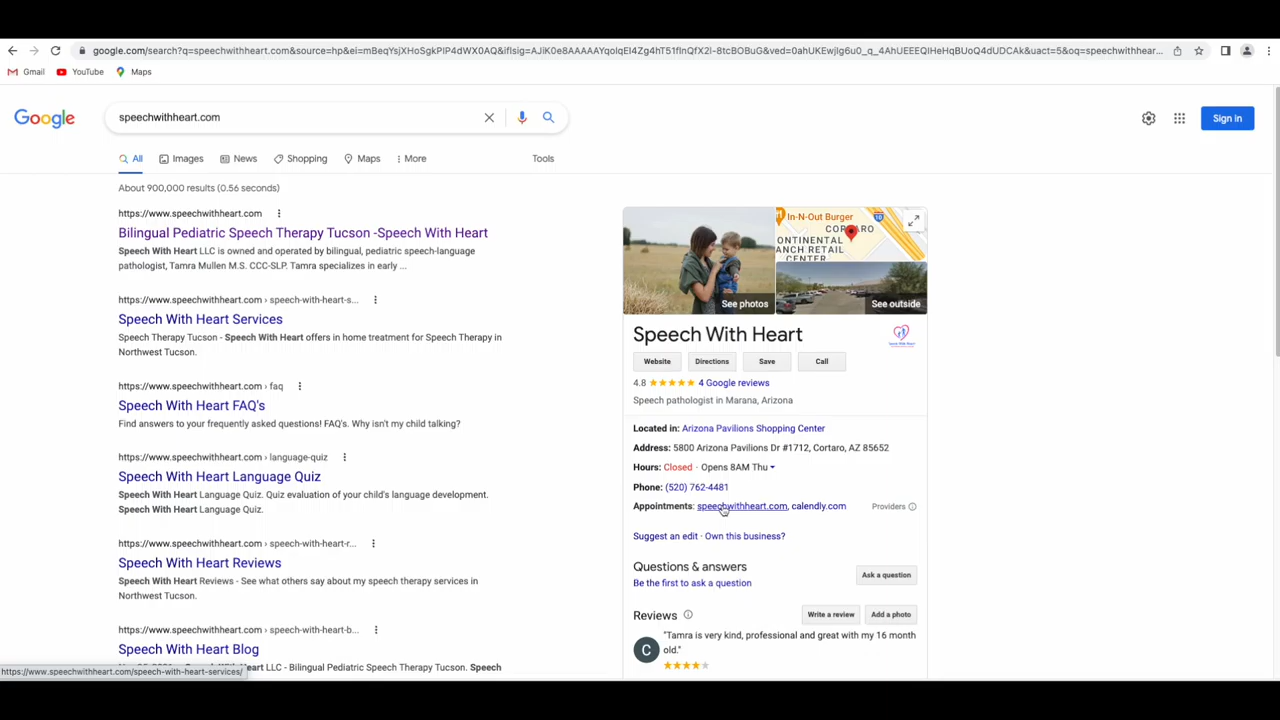 google.com/search?q=speechwithheart.com&source=hp&ei=
Gmail YouTube Maps
Google speechwithheart.com Sign in
All Images News Shopping Maps More Tools
About 900,000 results (0.56 seconds)
https://www.speechwithheart.com
Bilingual Pediatric Speech Therapy Tucson -Speech With Heart
Speech With Heart LLC is owned and operated by bilingual, pediatric speech-language
pathologist, Tamra Mullen M.S. CCC-SLP. Tamra specializes in early ...
https://www.speechwithheart.com › speech-with-heart-s...
Speech With Heart Services
Speech Therapy Tucson - Speech With Heart offers in home treatment for Speech Therapy in
Northwest Tucson.
https://www.speechwithheart.com › faq
Speech With Heart FAQ's
Find answers to your frequently asked questions! FAQ's. Why isn't my child talking?
https://www.speechwithheart.com › language-quiz
Speech With Heart Language Quiz
Speech With Heart Language Quiz. Quiz evaluation of your child's language development.
Speech With Heart Language Quiz.
https://www.speechwithheart.com › speech-with-heart-r...
Speech With Heart Reviews
Speech With Heart Reviews - See what others say about my speech therapy services in
Northwest Tucson.
https://www.speechwithheart.com › speech-with-heart-b...
Speech With Heart Blog
Speech With Heart LLC - Bilingual Pediatric Speech Therapy Tucson. Speech
https://www.speechwithheart.com/speech-with-heart-services/
In-N-Out Burger
10
ONTINENTAL
ANCH RETAIL
CENTER
See photos
See outside
Speech With Heart
Website Directions Save Call
4.8 4 Google reviews
Speech pathologist in Marana, Arizona
Located in: Arizona Pavilions Shopping Center
Address: 5800 Arizona Pavilions Dr #1712, Cortaro, AZ 85652
Hours: Closed · Opens 8AM Thu
Phone: (520) 762-4481
Appointments: speechwithheart.com, calendly.com Providers
Suggest an edit · Own this business?
Questions & answers
Be the first to ask a question
Ask a question
Reviews
Write a review Add a photo
C
"Tamra is very kind, professional and great with my 16 month
old."